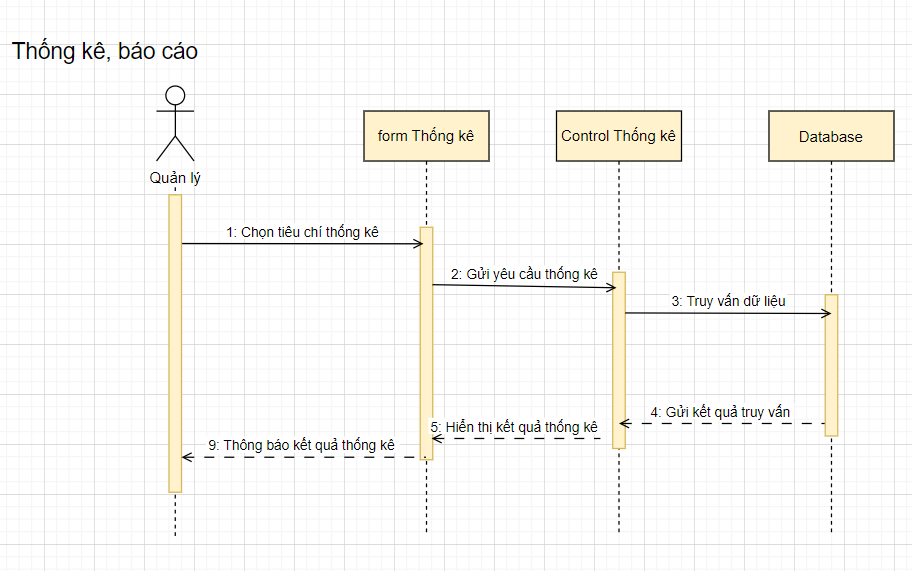 Thống kê, báo cáo
Quản lý
form Thống kê
Control Thống kê
Database
1: Chọn tiêu chí thống kê
2: Gửi yêu cầu thống kê
3: Truy vấn dữ liệu
4: Gửi kết quả truy vấn
5: Hiển thị kết quả thống kê
9: Thông báo kết quả thống kê